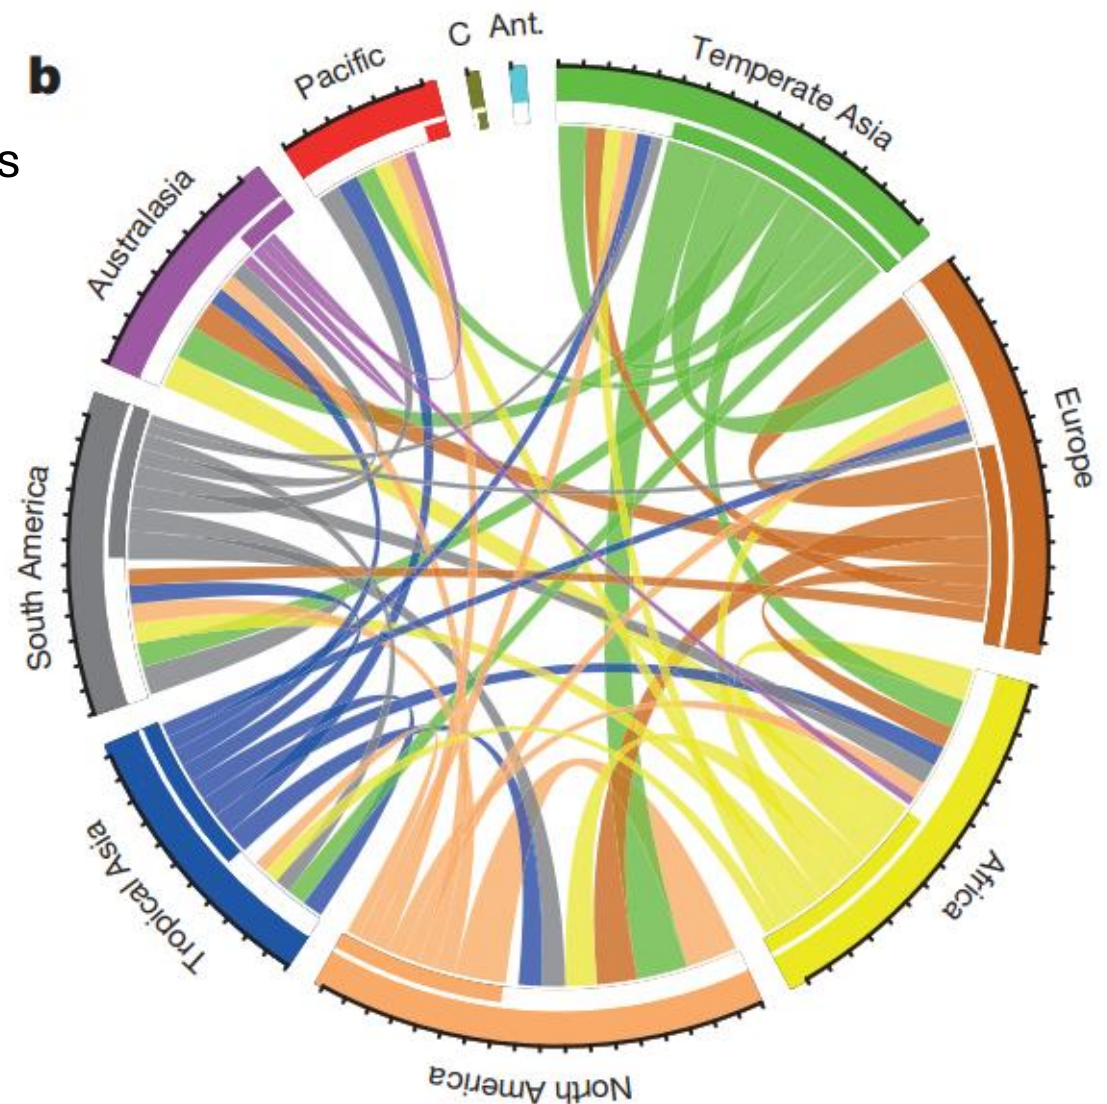 b
s
Pacific
C
Ant.
Temperate Asia
Australasia
Europe
South America
Africa
Tropical Asia
North America